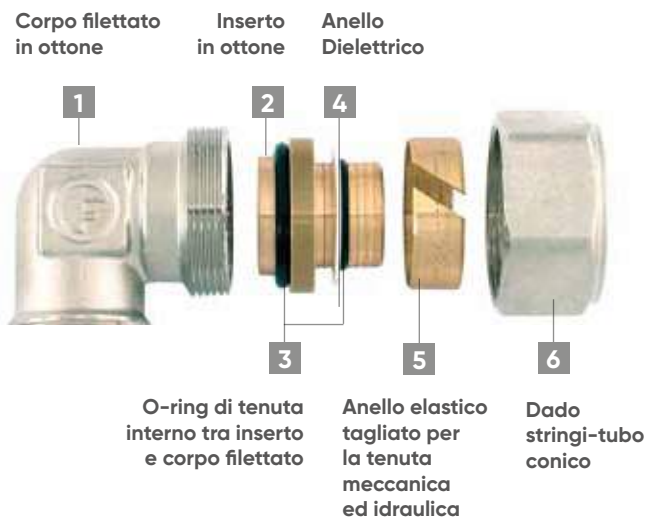 Corpo filettato
in ottone
Inserto
in ottone
Anello
Dielettrico
1
2
4
3
5
6
O-ring di tenuta
interno tra inserto
e corpo filettato
Anello elastico
tagliato per
la tenuta
meccanica
ed idraulica
Dado
stringi-tubo
conico